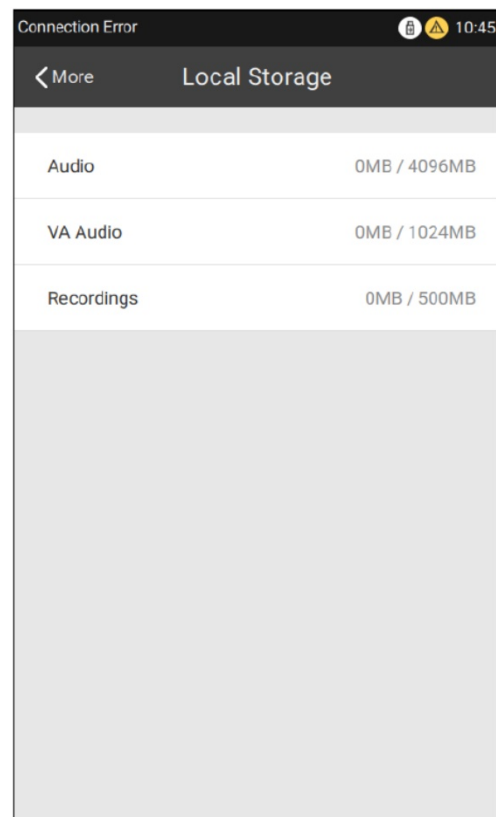 Connection Error 10:45
More Local Storage
Audio 0MB / 4096MB
VA Audio 0MB / 1024MB
Recordings 0MB / 500MB